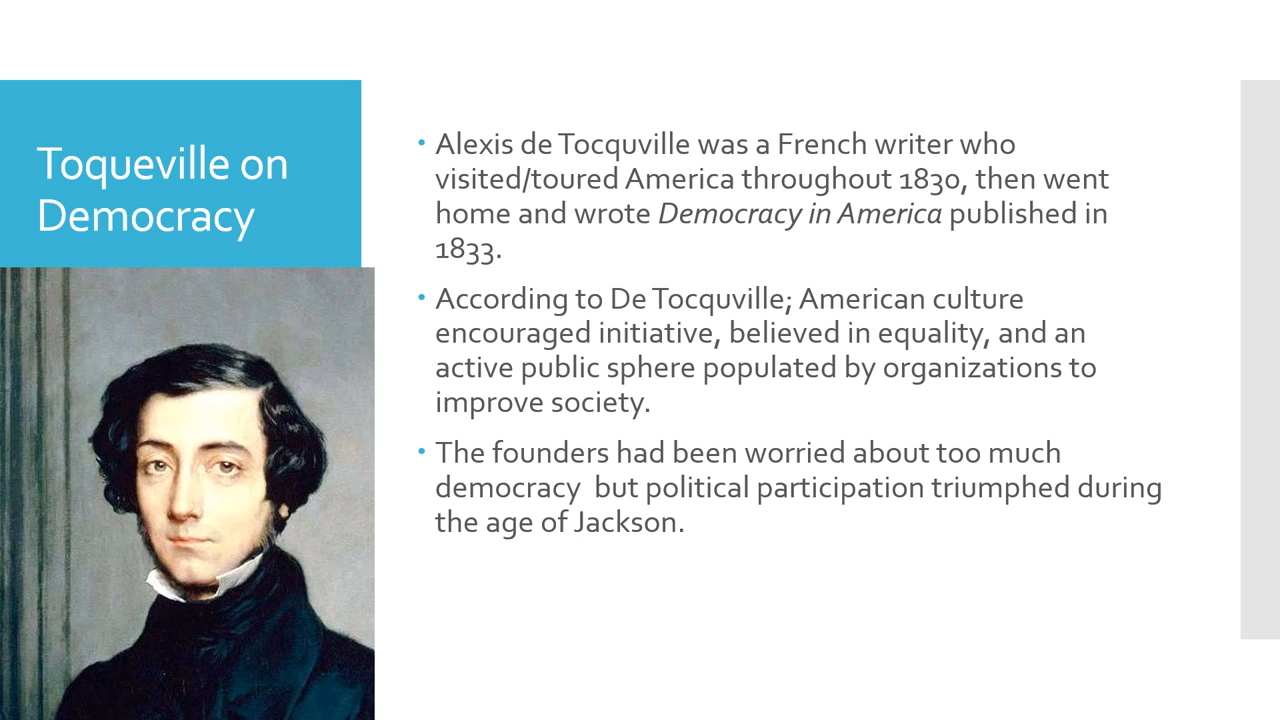 Toqueville on
Democracy
• Alexis de Tocquville was a French writer who
visited/toured America throughout 1830, then went
home and wrote Democracy in America published in
1833.
• According to De Tocquville; American culture
encouraged initiative, believed in equality, and an
active public sphere populated by organizations to
improve society.
• The founders had been worried about too much
democracy  but political participation triumphed during
the age of Jackson.